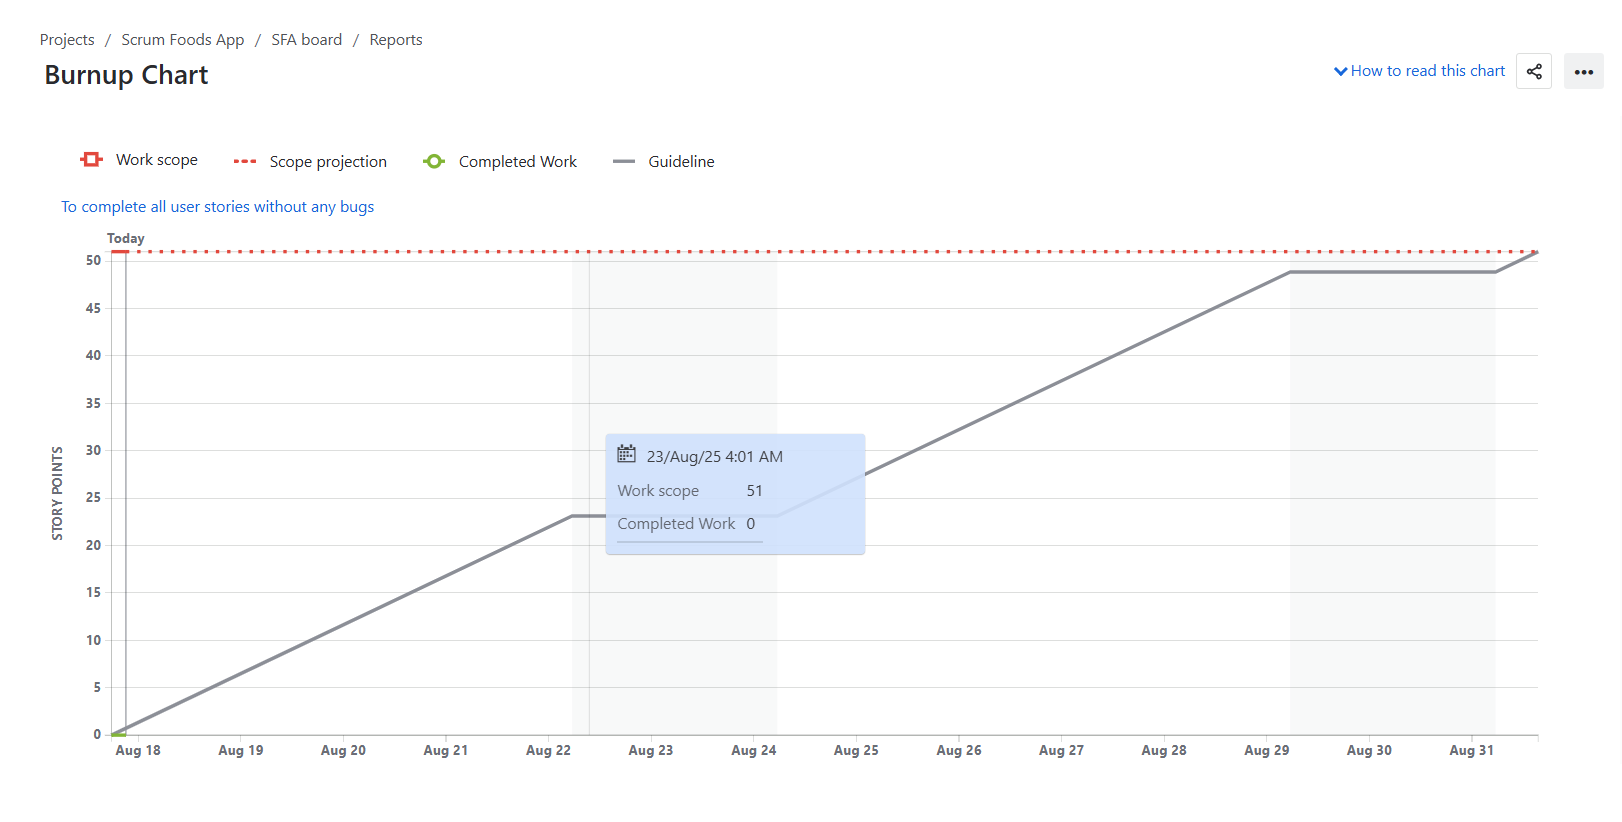 Projects / Scrum Foods App / SFA board / Reports
Burnup Chart
How to read this chart
Work scope
Scope projection
Completed Work
Guideline
To complete all user stories without any bugs
Today
50
45
40
35
30
25
20
15
10
5
0
STORY POINTS
23/Aug/25 4:01 AM
Work scope 51
Completed Work 0
Aug 18 Aug 19 Aug 20 Aug 21 Aug 22 Aug 23 Aug 24 Aug 25 Aug 26 Aug 27 Aug 28 Aug 29 Aug 30 Aug 31